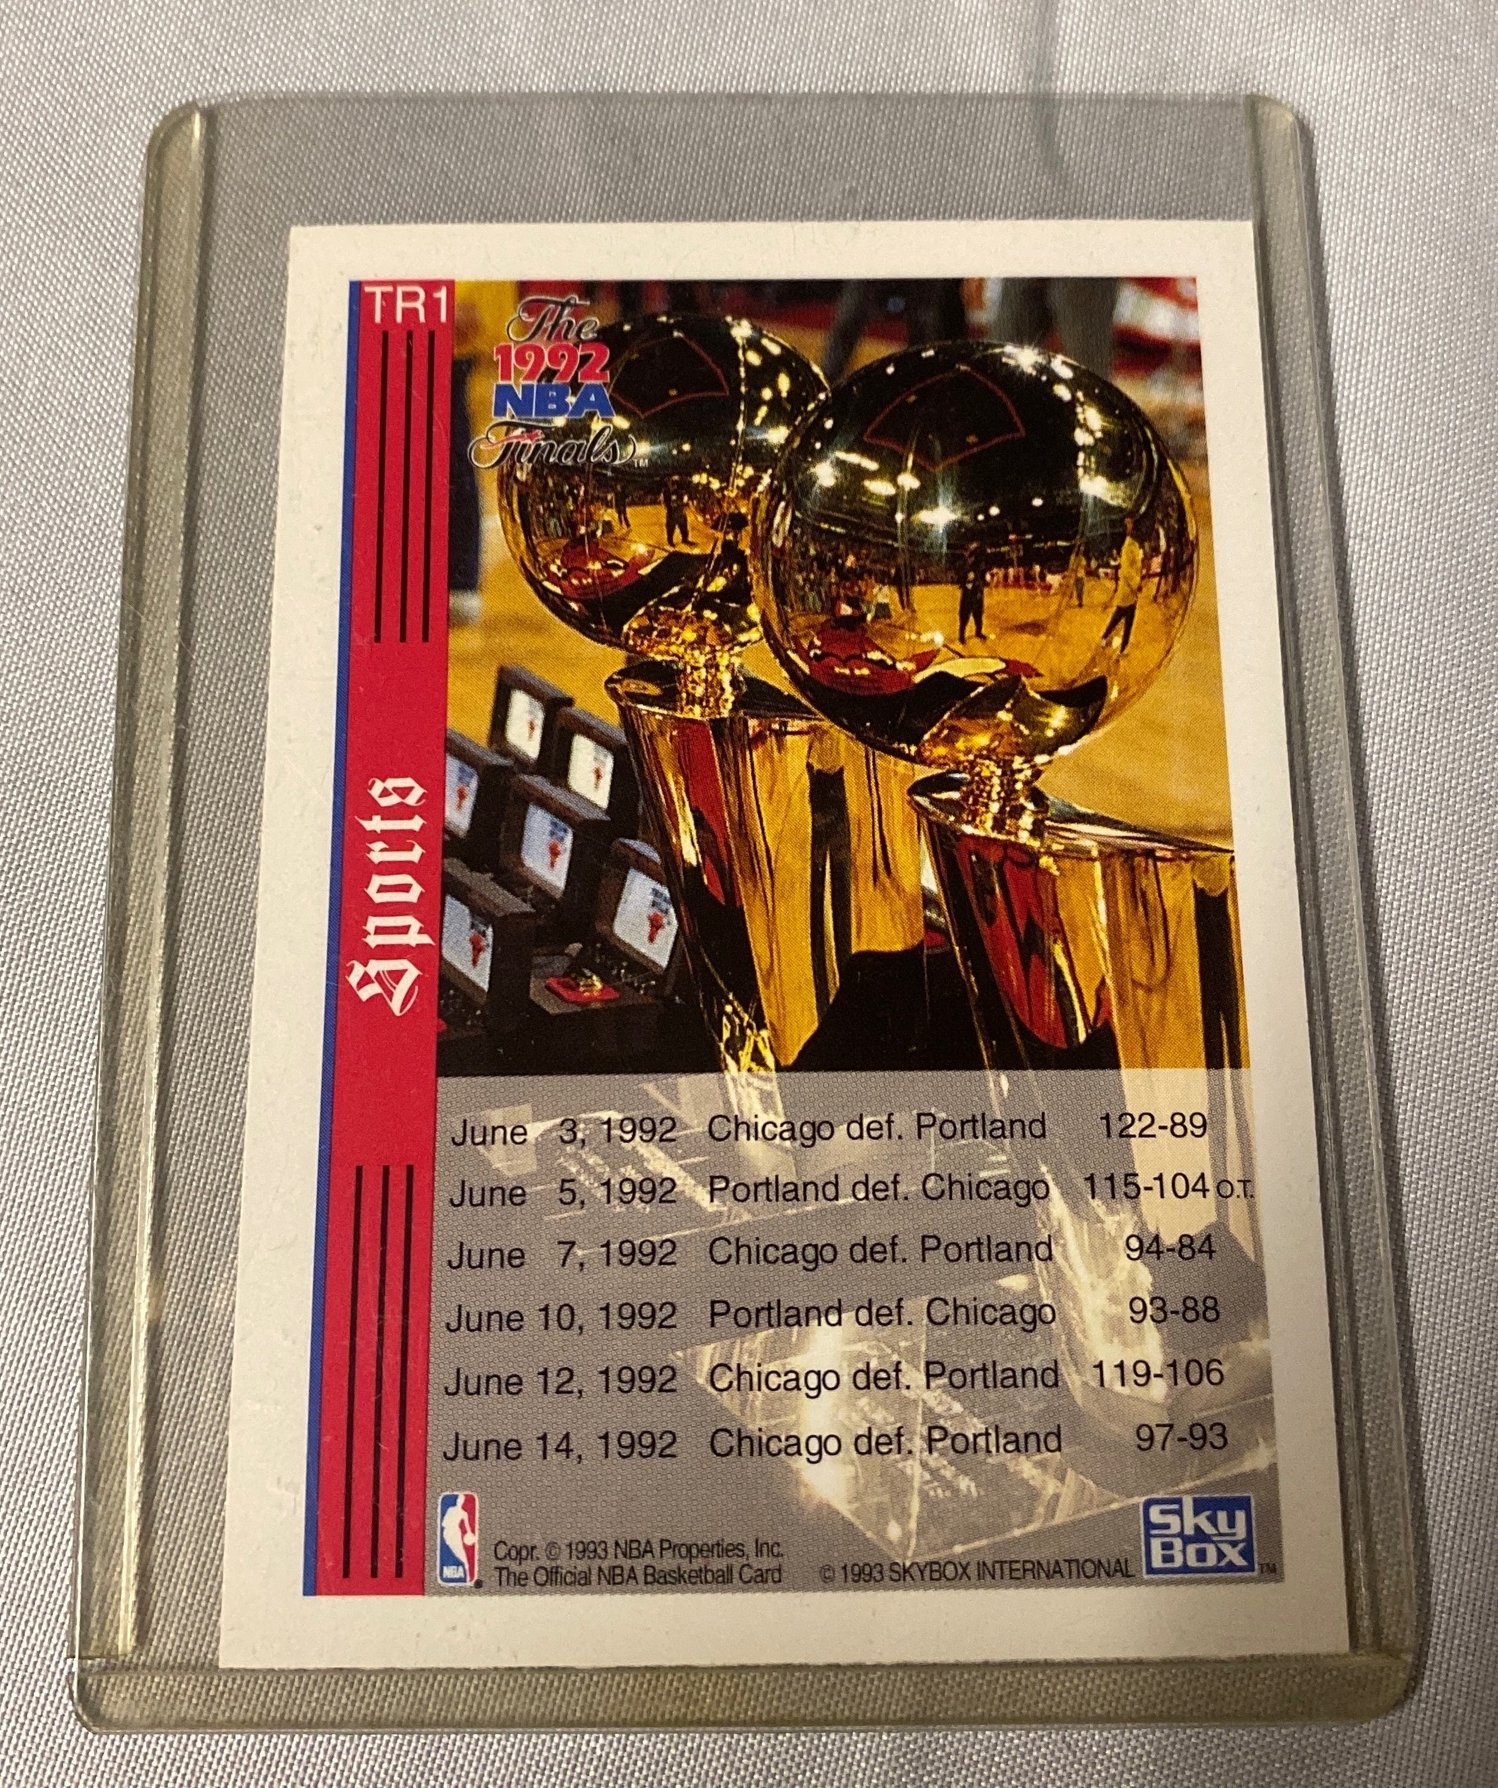 TR1
The
1992
NBA
Finals™
Sports
June 3, 1992 Chicago def. Portland 122-89
June 5, 1992 Portland def. Chicago 115-104 O.T.
June 7, 1992 Chicago def. Portland 94-84
June 10, 1992 Portland def. Chicago 93-88
June 12, 1992 Chicago def. Portland 119-106
June 14, 1992 Chicago def. Portland 97-93
NBA
Copr. © 1993 NBA Properties, Inc.
The Official NBA Basketball Card
© 1993 SKYBOX INTERNATIONAL
Sky
Box™